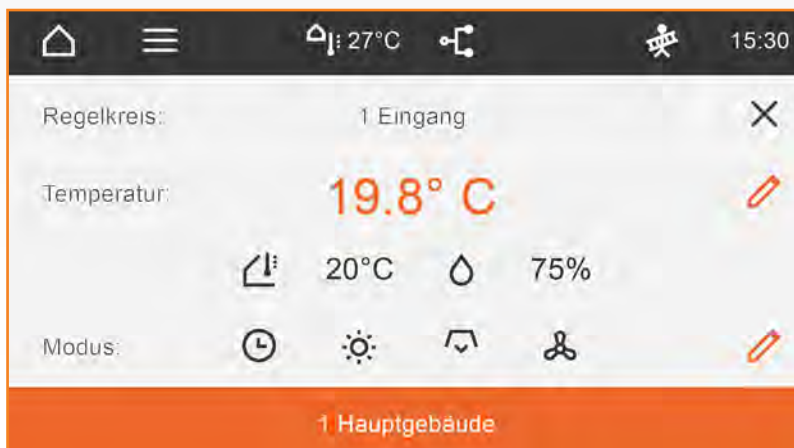 27°C 15:30
Regelkreis: 1 Eingang
Temperatur: 19.8° C
20°C 75%
Modus:
1 Hauptgebäude